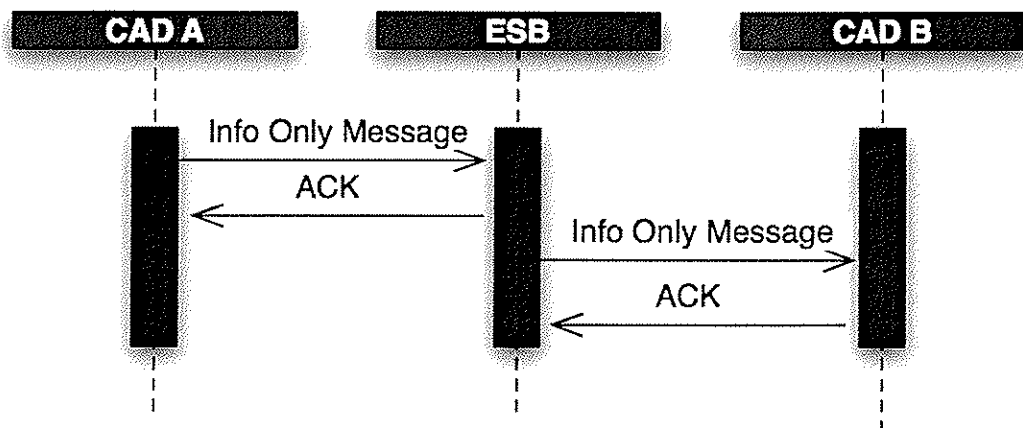 CAD A
ESB
CAD B
Info Only Message
ACK
Info Only Message
ACK